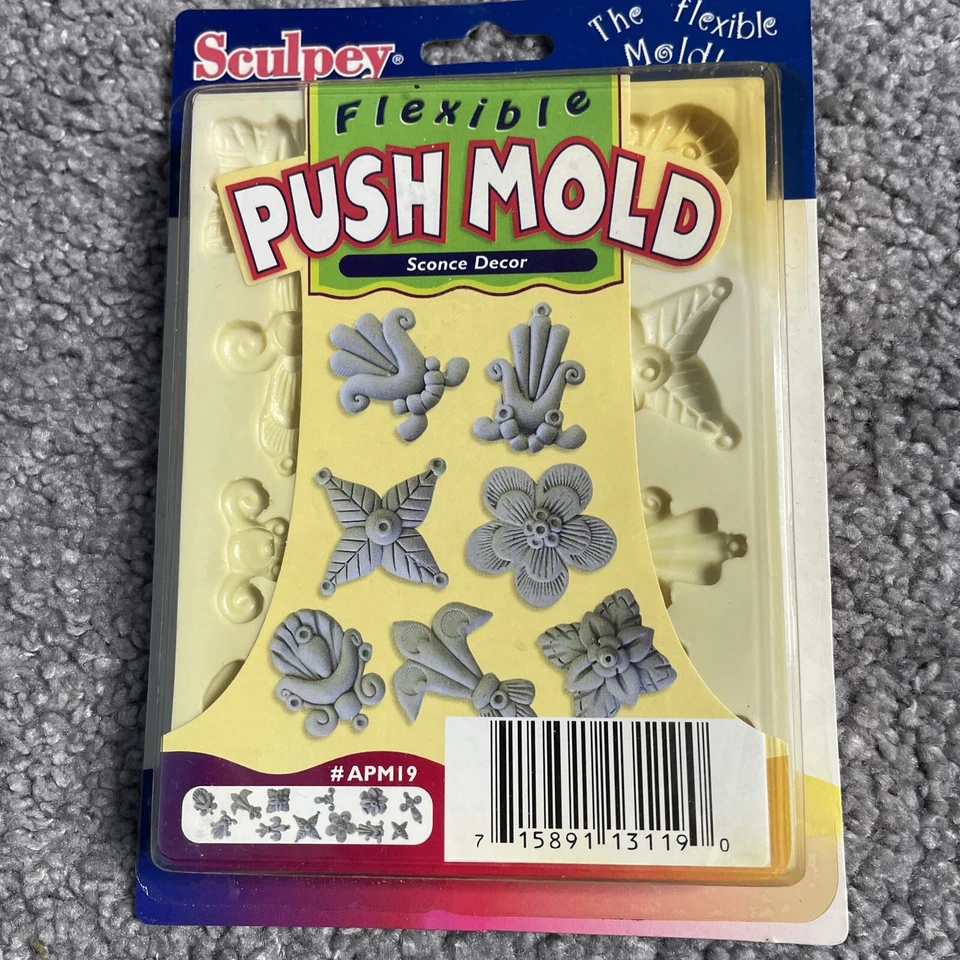 Sculpey®
The flexible
Mold!
Flexible
PUSH MOLD
Sconce Decor
#APM19
7 15891 13119 0